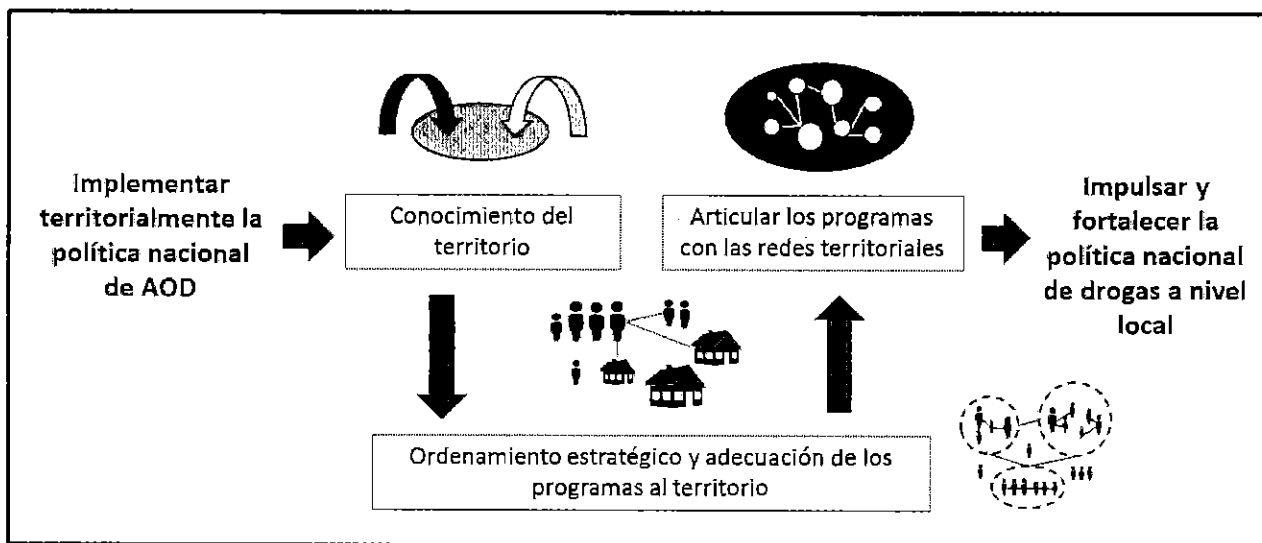 Implementar
territorialmente la
política nacional
de AOD
Conocimiento del
territorio
Articular los programas
con las redes territoriales
Impulsar y
fortalecer la
política nacional
de drogas a nivel
local
Ordenamiento estratégico y adecuación de los
programas al territorio